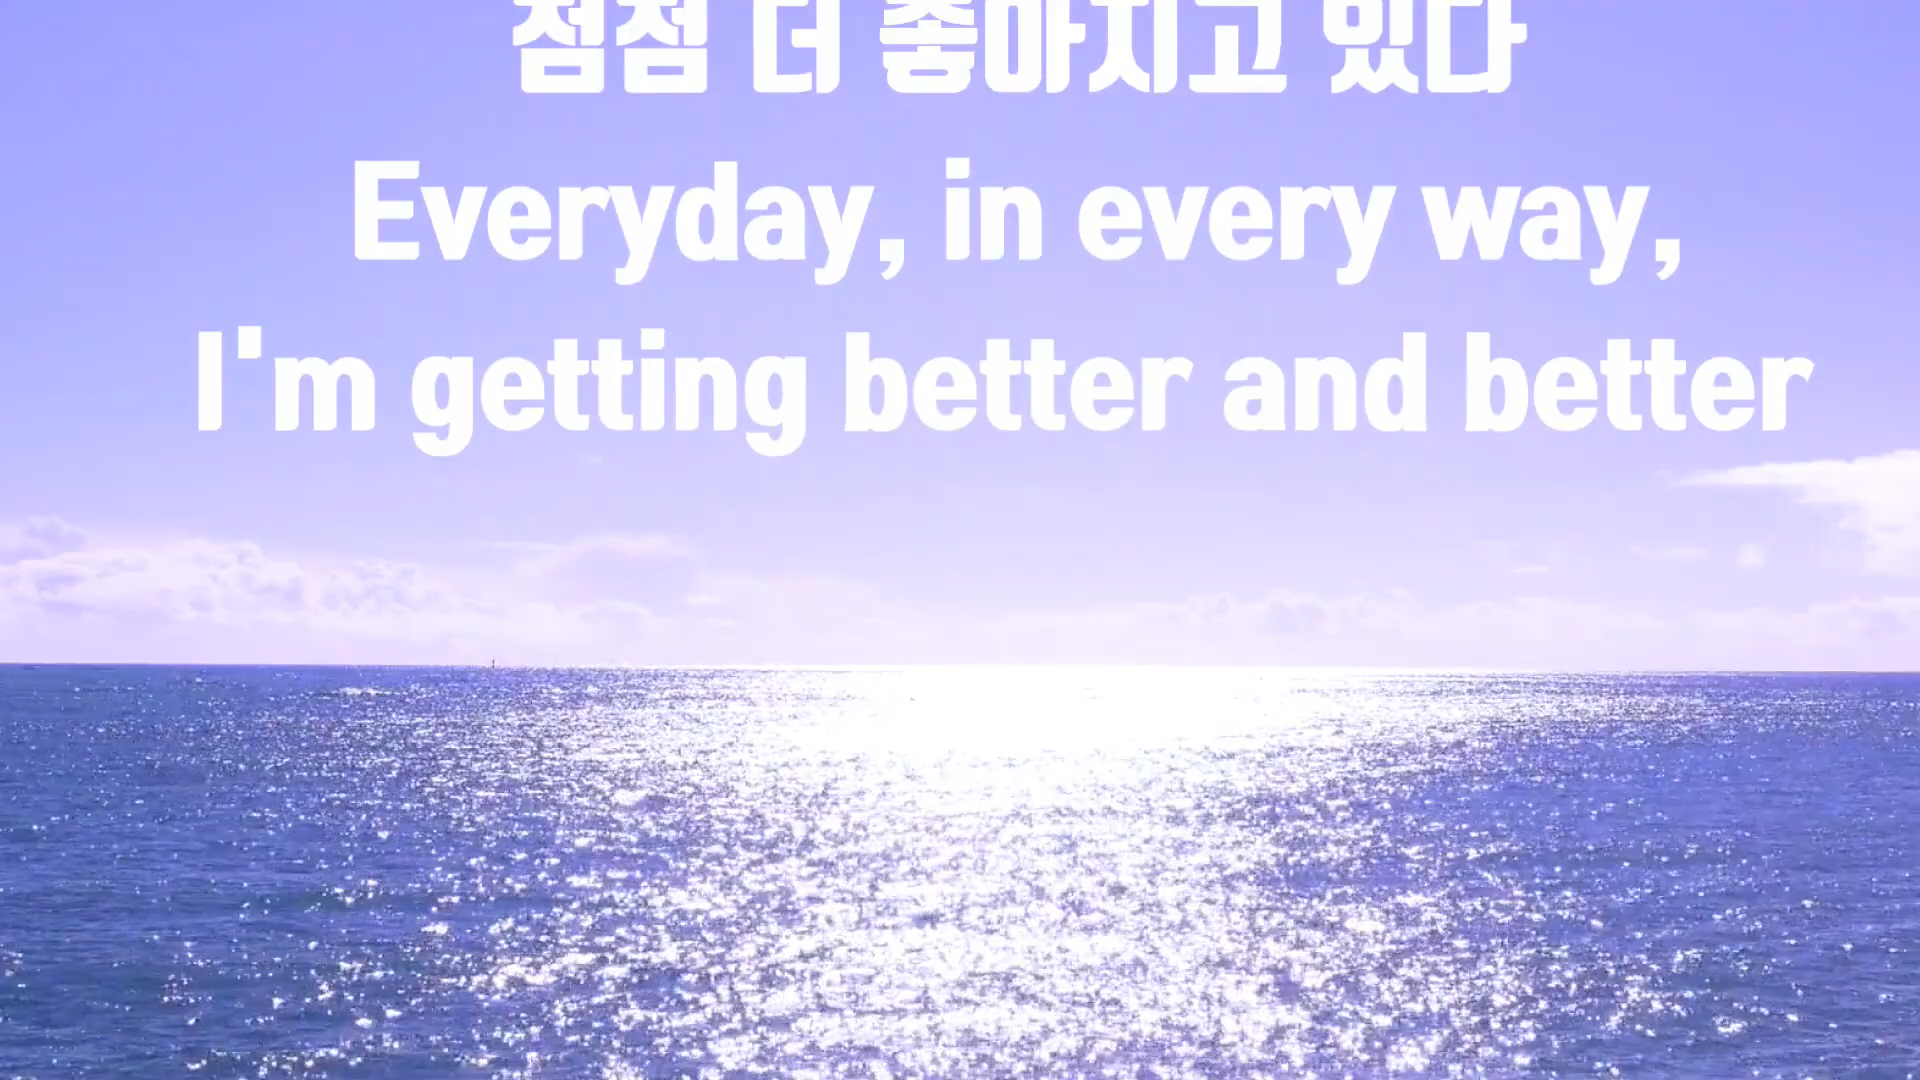 점점 더 좋아지고 있다
Everyday, in every way,
I'm getting better and better